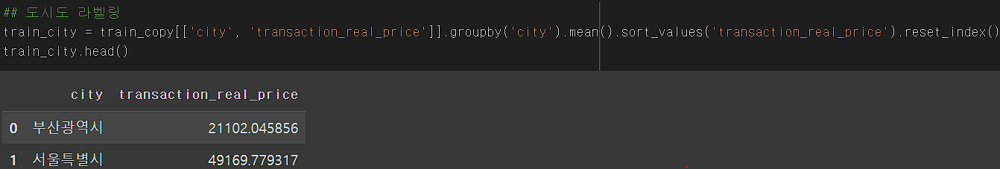 ## 도시도 라벨링
train_city = train_copy[['city', 'transaction_real_price']].groupby('city').mean().sort_values('transaction_real_price').reset_index()
train_city.head()
city transaction_real_price
0 부산광역시 21102.045856
1 서울특별시 49169.779317